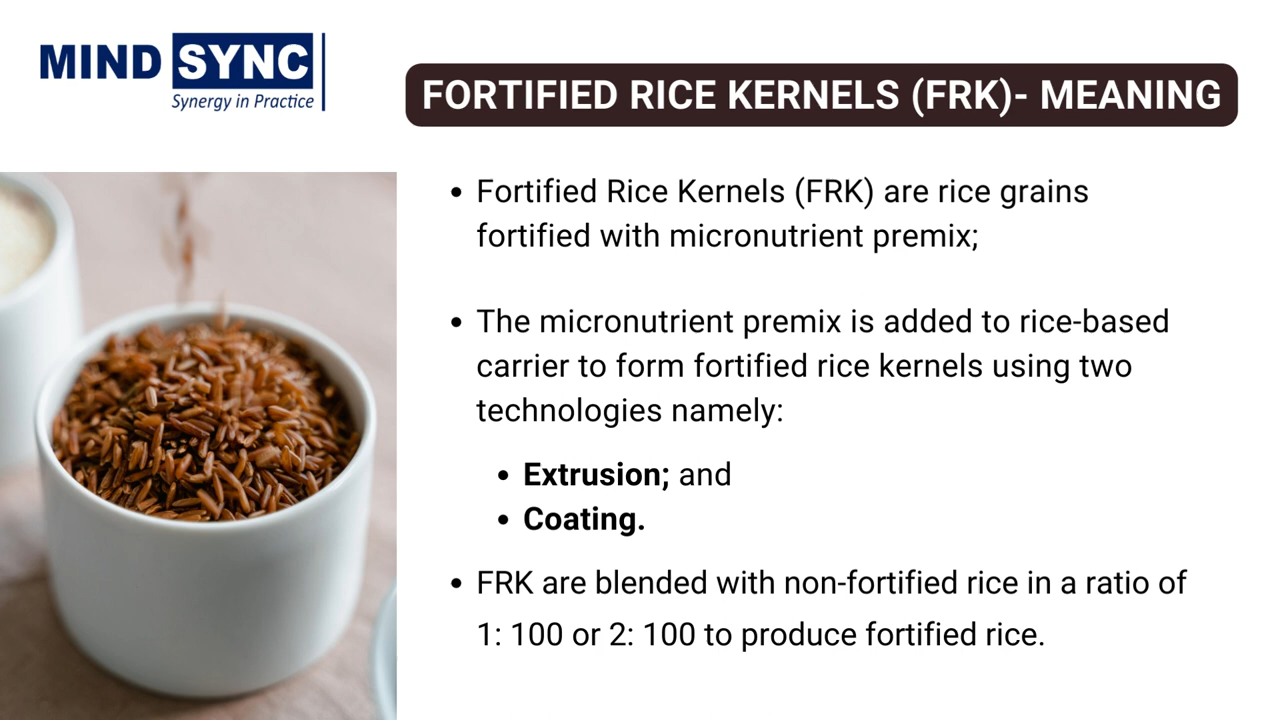 MIND SYNC
Synergy in Practice
FORTIFIED RICE KERNELS (FRK)- MEANING
• Fortified Rice Kernels (FRK) are rice grains
fortified with micronutrient premix;
• The micronutrient premix is added to rice-based
carrier to form fortified rice kernels using two
technologies namely:
• Extrusion; and
• Coating.
• FRK are blended with non-fortified rice in a ratio of
1: 100 or 2: 100 to produce fortified rice.